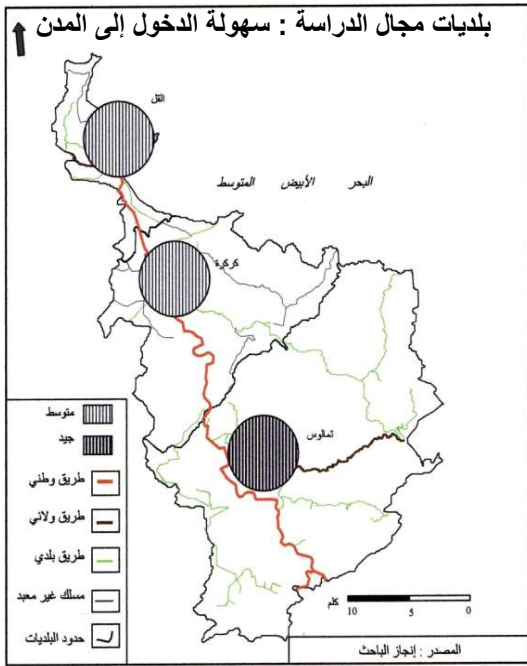 بلديات مجال الدراسة : سهولة الدخول إلى المدن
القل
البحر الأبيض المتوسط
كركرة
تمالوس
متوسط
جيد
طريق وطني
طريق ولائي
طريق بلدي
مسلك غير معبد
حدود البلديات
كلم
10 5 0
المصدر : إنجاز الباحث